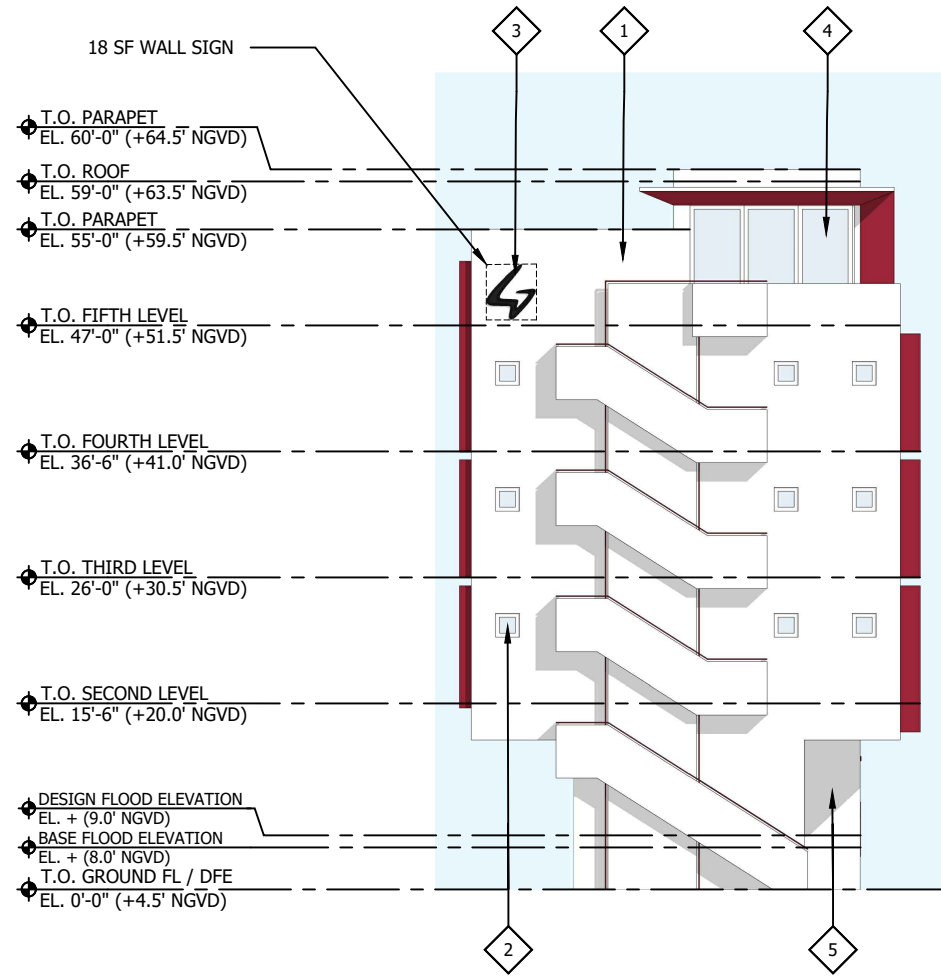 3
1
4
18 SF WALL SIGN
T.O. PARAPET
EL. 60'-0" (+64.5' NGVD)
T.O. ROOF
EL. 59'-0" (+63.5' NGVD)
T.O. PARAPET
EL. 55'-0" (+59.5' NGVD)
T.O. FIFTH LEVEL
EL. 47'-0" (+51.5' NGVD)
T.O. FOURTH LEVEL
EL. 36'-6" (+41.0' NGVD)
T.O. THIRD LEVEL
EL. 26'-0" (+30.5' NGVD)
T.O. SECOND LEVEL
EL. 15'-6" (+20.0' NGVD)
DESIGN FLOOD ELEVATION
EL. + (9.0' NGVD)
BASE FLOOD ELEVATION
EL. + (8.0' NGVD)
T.O. GROUND FL / DFE
EL. 0'-0" (+4.5' NGVD)
2
5